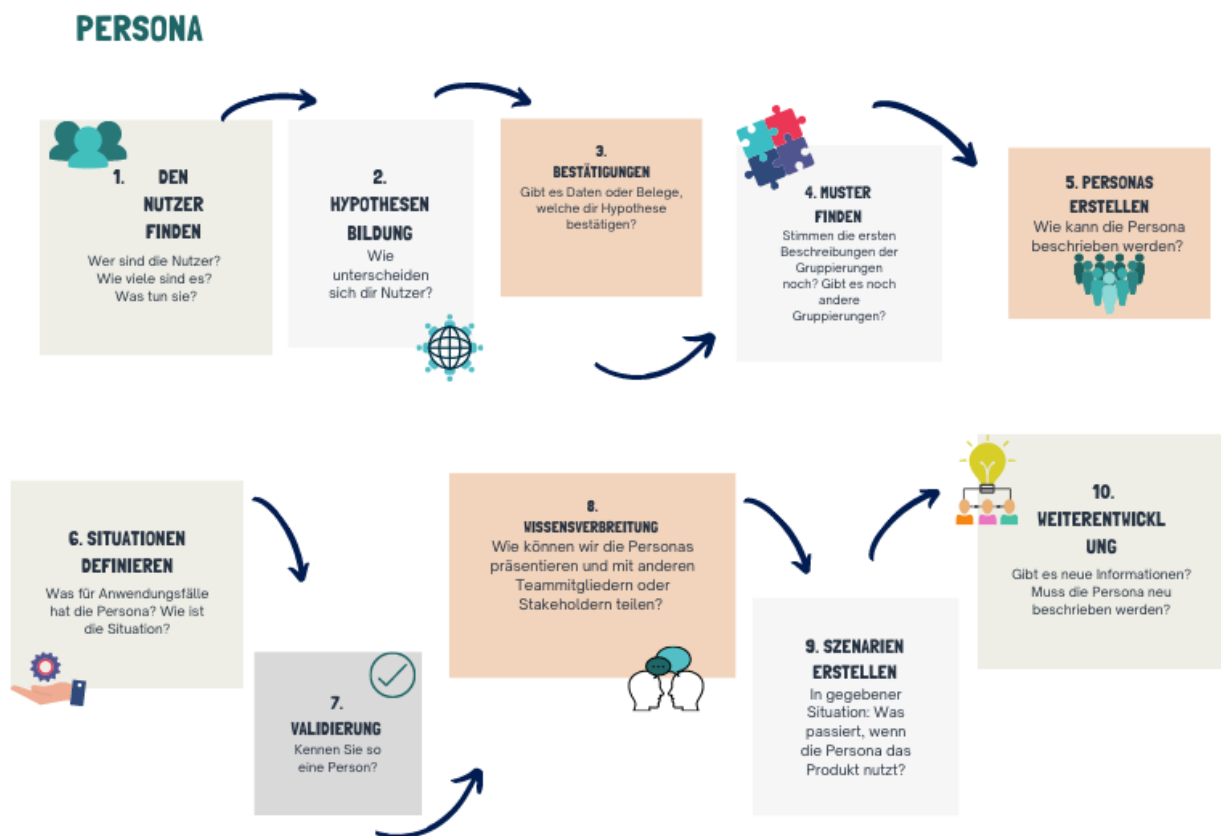 PERSONA
1. DEN
NUTZER
FINDEN
Wer sind die Nutzer?
Wie viele sind es?
Was tun sie?
2.
HYPOTHESEN
BILDUNG
Wie
unterscheiden
sich dir Nutzer?
3.
BESTÄTIGUNGEN
Gibt es Daten oder Belege,
welche dir Hypothese
bestätigen?
4. MUSTER
FINDEN
Stimmen die ersten
Beschreibungen der
Gruppierungen
noch? Gibt es noch
andere
Gruppierungen?
5. PERSONAS
ERSTELLEN
Wie kann die Persona
beschrieben werden?
6. SITUATIONEN
DEFINIEREN
Was für Anwendungsfälle
hat die Persona? Wie ist
die Situation?
7.
VALIDIERUNG
Kennen Sie so
eine Person?
8.
WISSENSVERBREITUNG
Wie können wir die Personas
präsentieren und mit anderen
Teammitgliedern oder
Stakeholdern teilen?
9. SZENARIEN
ERSTELLEN
In gegebener
Situation: Was
passiert, wenn
die Persona das
Produkt nutzt?
10.
WEITERENTWICKL
UNG
Gibt es neue Informationen?
Muss die Persona neu
beschrieben werden?